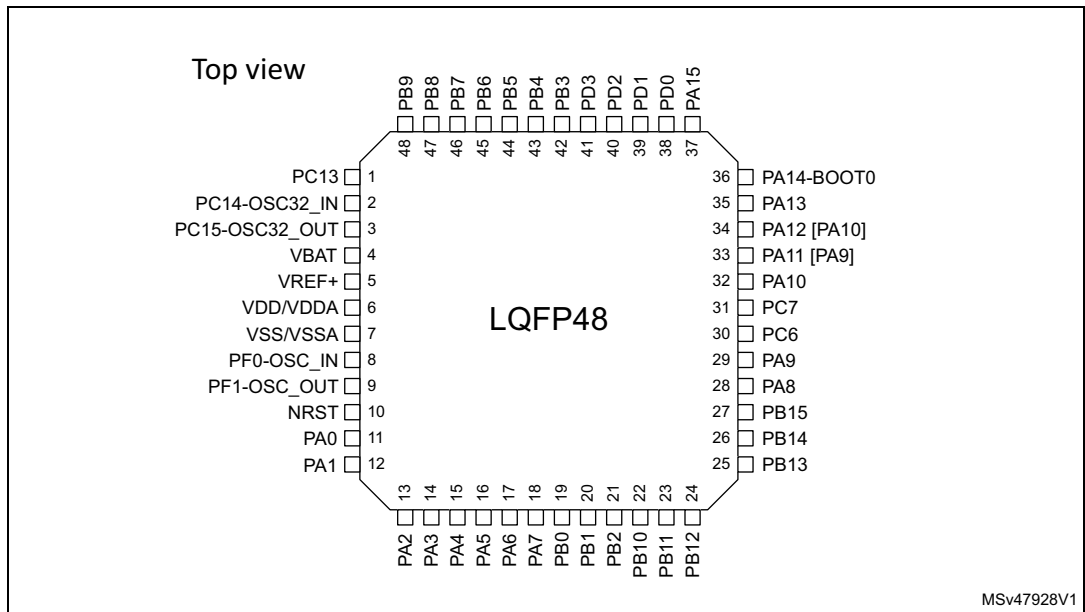 Top view
PB9 PB8 PB7 PB6 PB5 PB4 PB3 PD3 PD2 PD1 PD0 PA15
48 47 46 45 44 43 42 41 40 39 38 37
PC13 1
PC14-OSC32_IN 2
PC15-OSC32_OUT 3
VBAT 4
VREF+ 5
VDD/VDDA 6
VSS/VSSA 7
PF0-OSC_IN 8
PF1-OSC_OUT 9
NRST 10
PA0 11
PA1 12
LQFP48
36 PA14-BOOT0
35 PA13
34 PA12 [PA10]
33 PA11 [PA9]
32 PA10
31 PC7
30 PC6
29 PA9
28 PA8
27 PB15
26 PB14
25 PB13
13 14 15 16 17 18 19 20 21 22 23 24
PA2 PA3 PA4 PA5 PA6 PA7 PB0 PB1 PB2 PB10 PB11 PB12
MSv47928V1